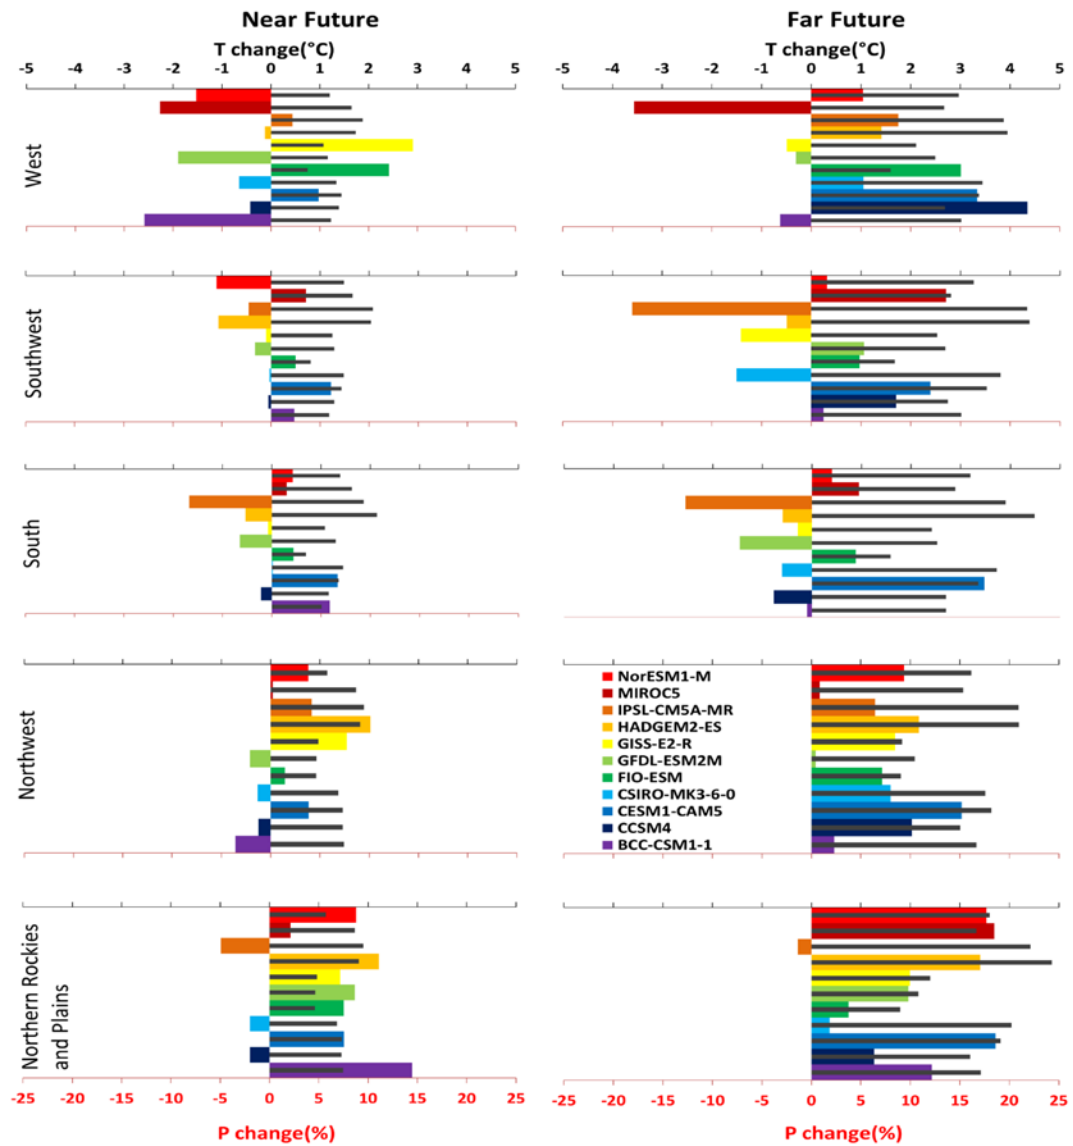 Near Future
Far Future
T change(°C)
T change(°C)
-5 -4 -3 -2 -1 0 1 2 3 4 5
-5 -4 -3 -2 -1 0 1 2 3 4 5
West
Southwest
South
Northwest
NorESM1-M
MIROC5
IPSL-CM5A-MR
HADGEM2-ES
GISS-E2-R
GFDL-ESM2M
FIO-ESM
CSIRO-MK3-6-0
CESM1-CAM5
CCSM4
BCC-CSM1-1
Northern Rockies
and Plains
-25 -20 -15 -10 -5 0 5 10 15 20 25
-25 -20 -15 -10 -5 0 5 10 15 20 25
P change(%)
P change(%)